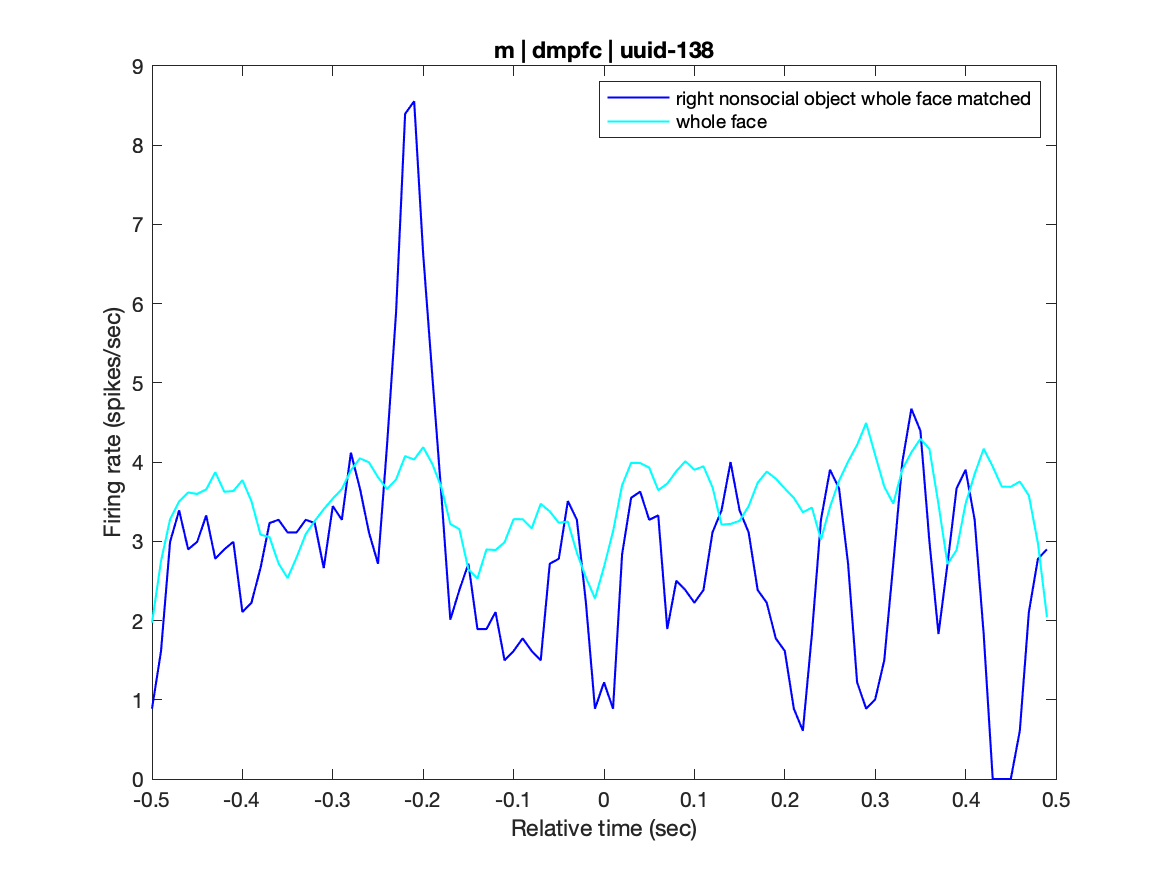 m | dmpfc | uuid-138
right nonsocial object whole face matched
whole face
Firing rate (spikes/sec)
9
8
7
6
5
4
3
2
1
0
-0.5 -0.4 -0.3 -0.2 -0.1 0 0.1 0.2 0.3 0.4 0.5
Relative time (sec)